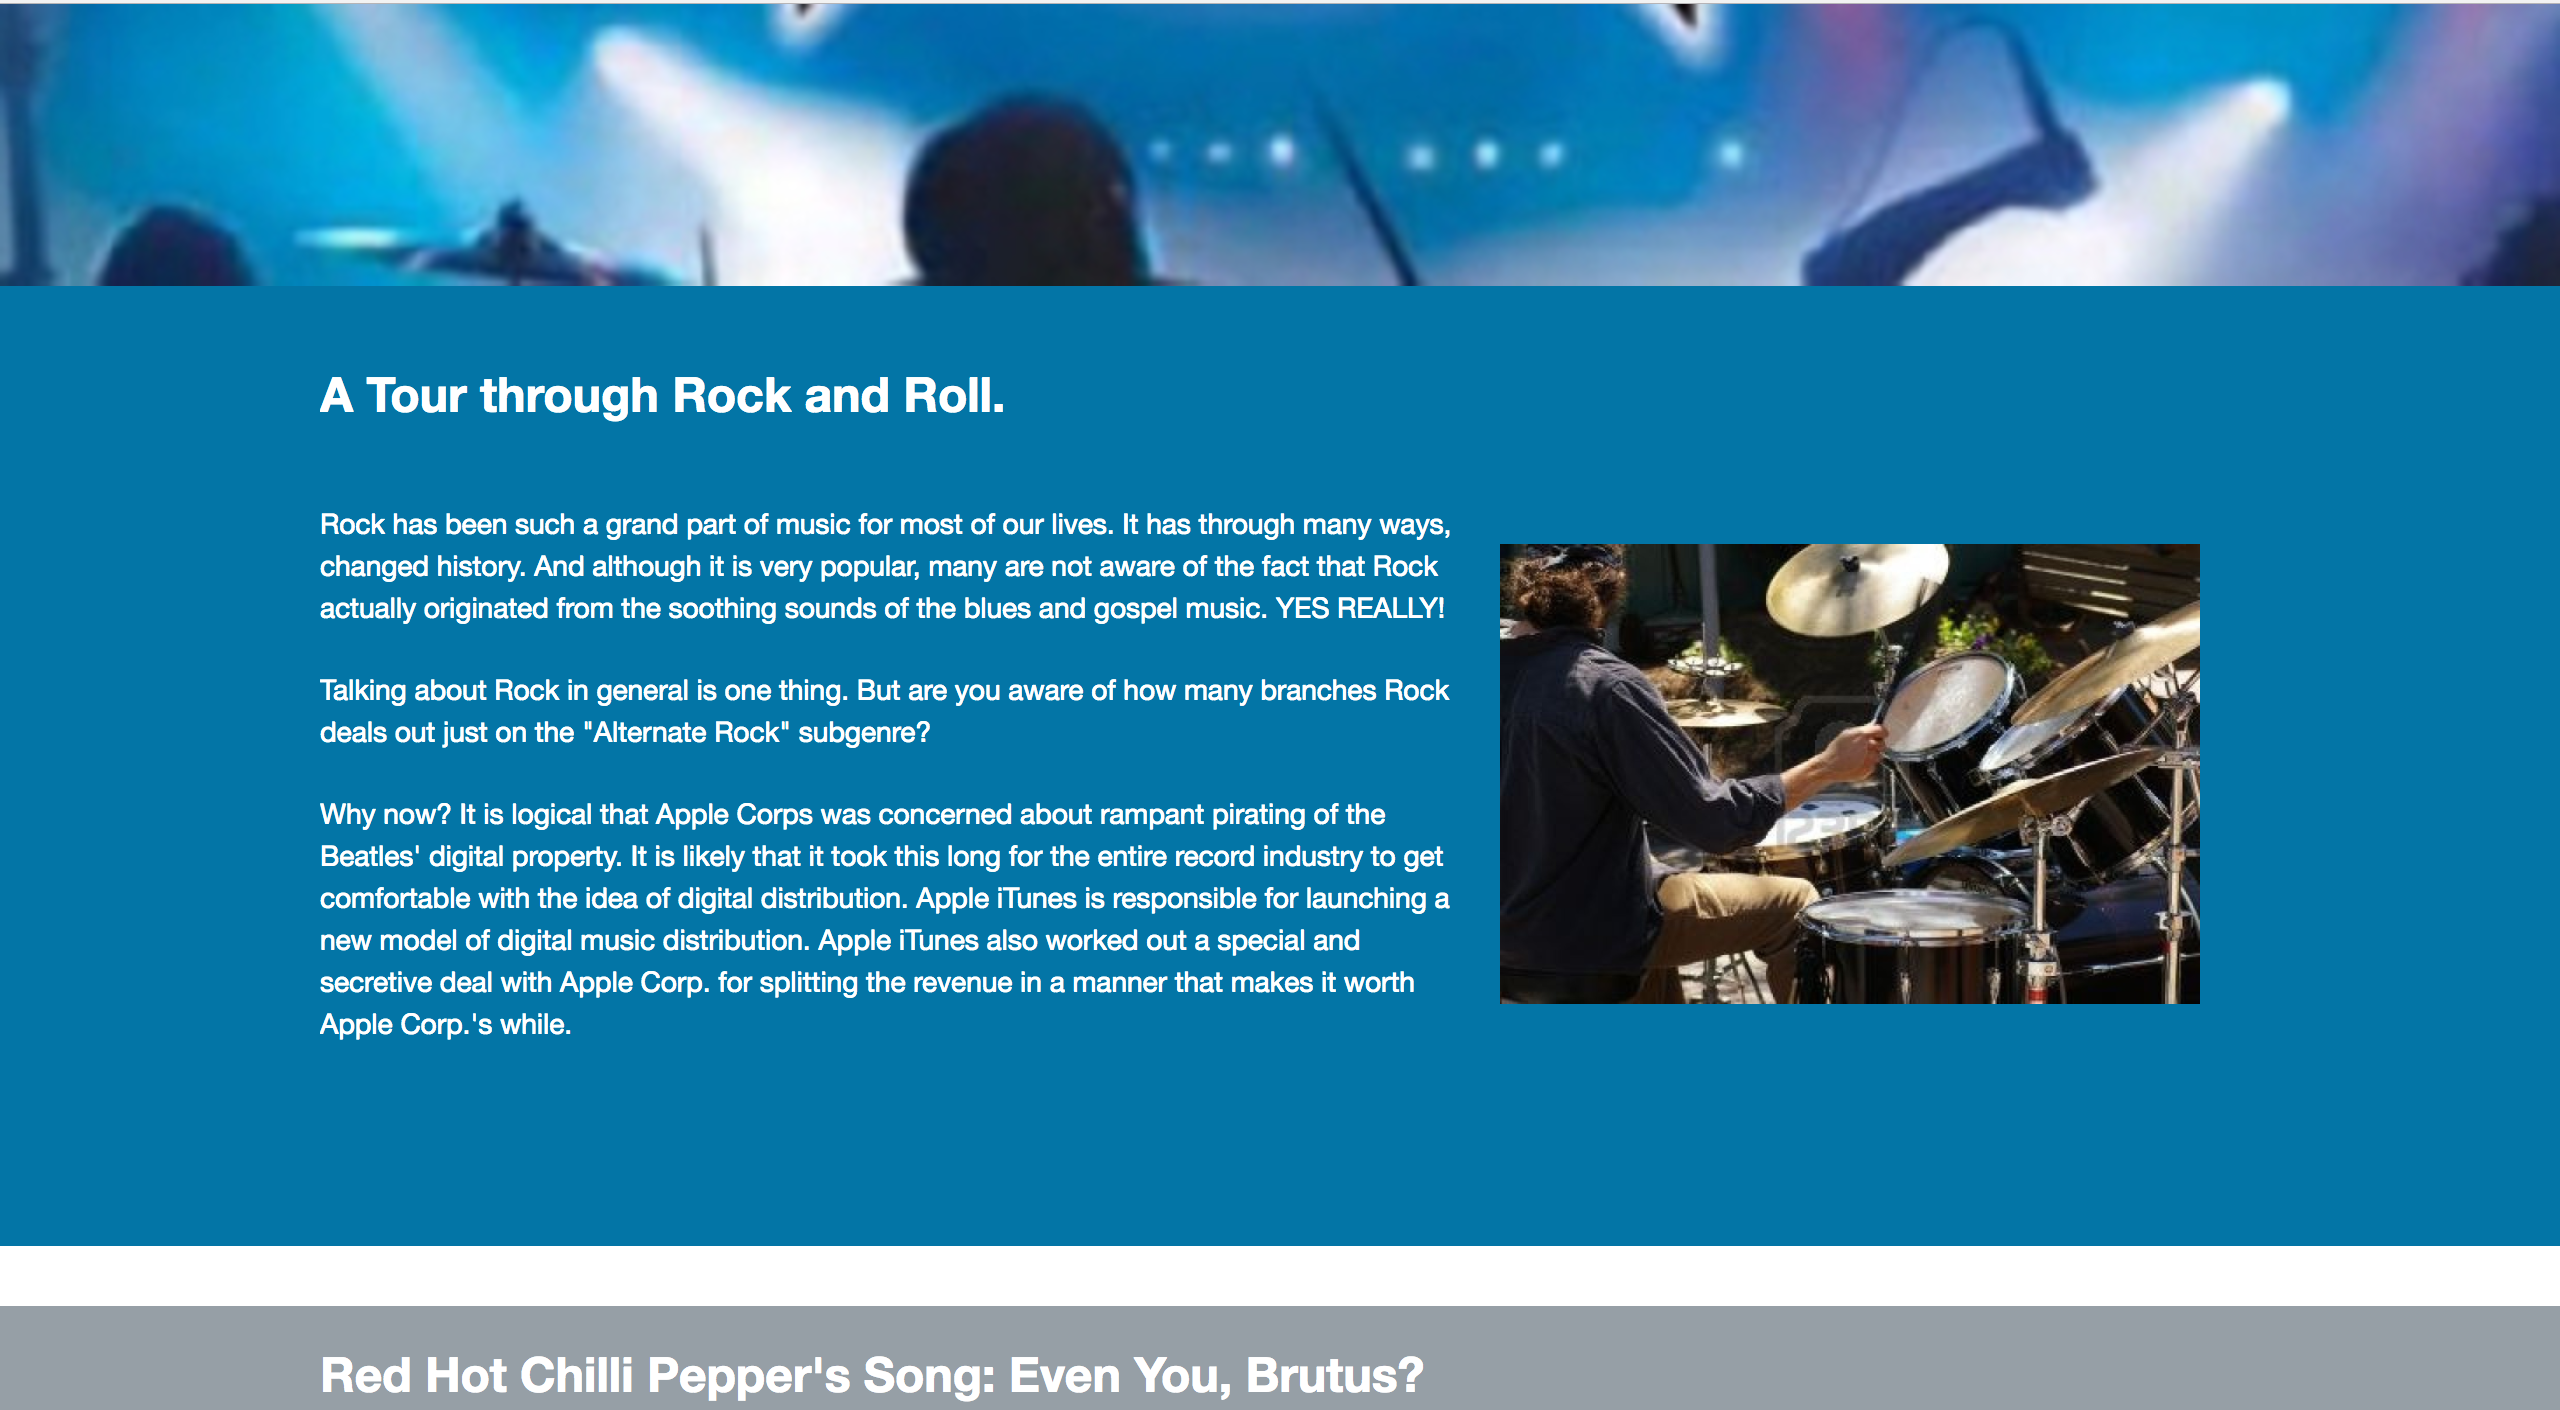 A Tour through Rock and Roll.
Rock has been such a grand part of music for most of our lives. It has through many ways,
changed history. And although it is very popular, many are not aware of the fact that Rock
actually originated from the soothing sounds of the blues and gospel music. YES REALLY!
Talking about Rock in general is one thing. But are you aware of how many branches Rock
deals out just on the "Alternate Rock" subgenre?
Why now? It is logical that Apple Corps was concerned about rampant pirating of the
Beatles' digital property. It is likely that it took this long for the entire record industry to get
comfortable with the idea of digital distribution. Apple iTunes is responsible for launching a
new model of digital music distribution. Apple iTunes also worked out a special and
secretive deal with Apple Corp. for splitting the revenue in a manner that makes it worth
Apple Corp.'s while.
Red Hot Chilli Pepper's Song: Even You, Brutus?